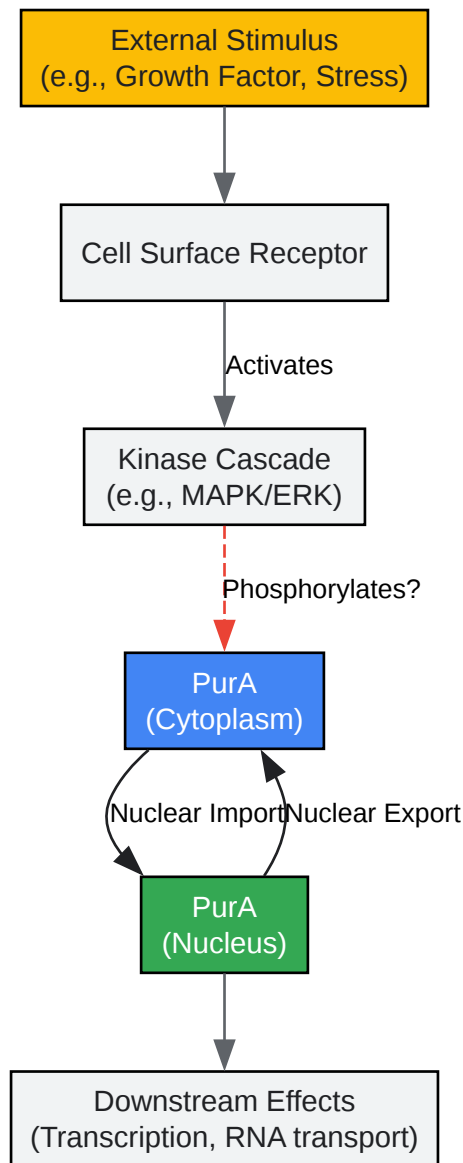 External Stimulus
(e.g., Growth Factor, Stress)
Cell Surface Receptor
Activates
Kinase Cascade
(e.g., MAPK/ERK)
Phosphorylates?
PurA
(Cytoplasm)
Nuclear Import
Nuclear Export
PurA
(Nucleus)
Downstream Effects
(Transcription, RNA transport)